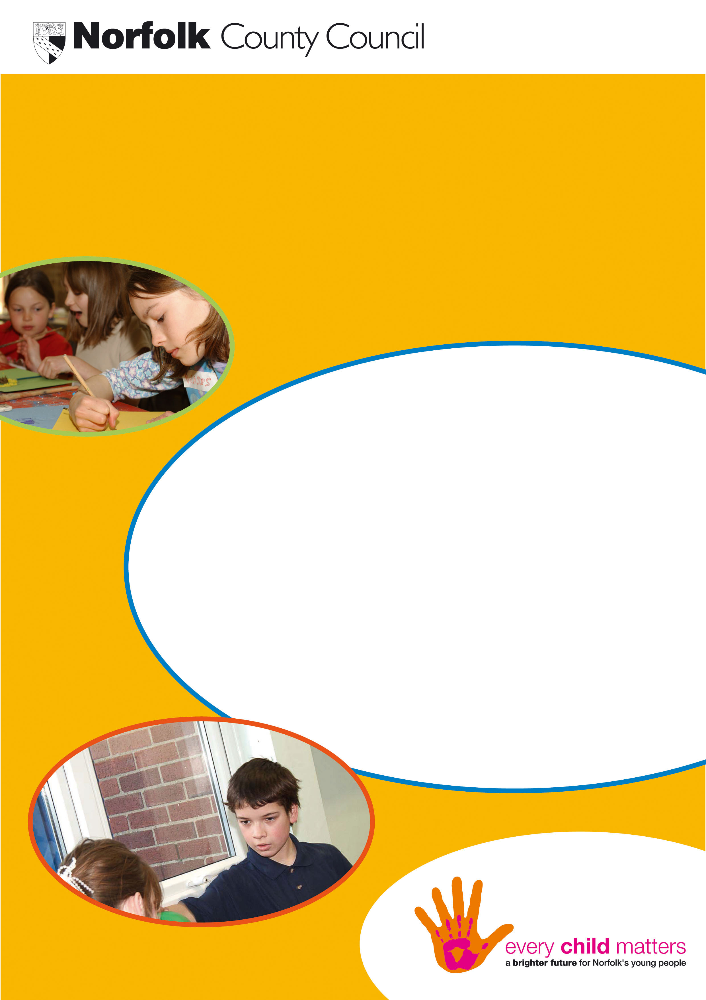 Norfolk County Council
every child matters
a brighter future for Norfolk's young people